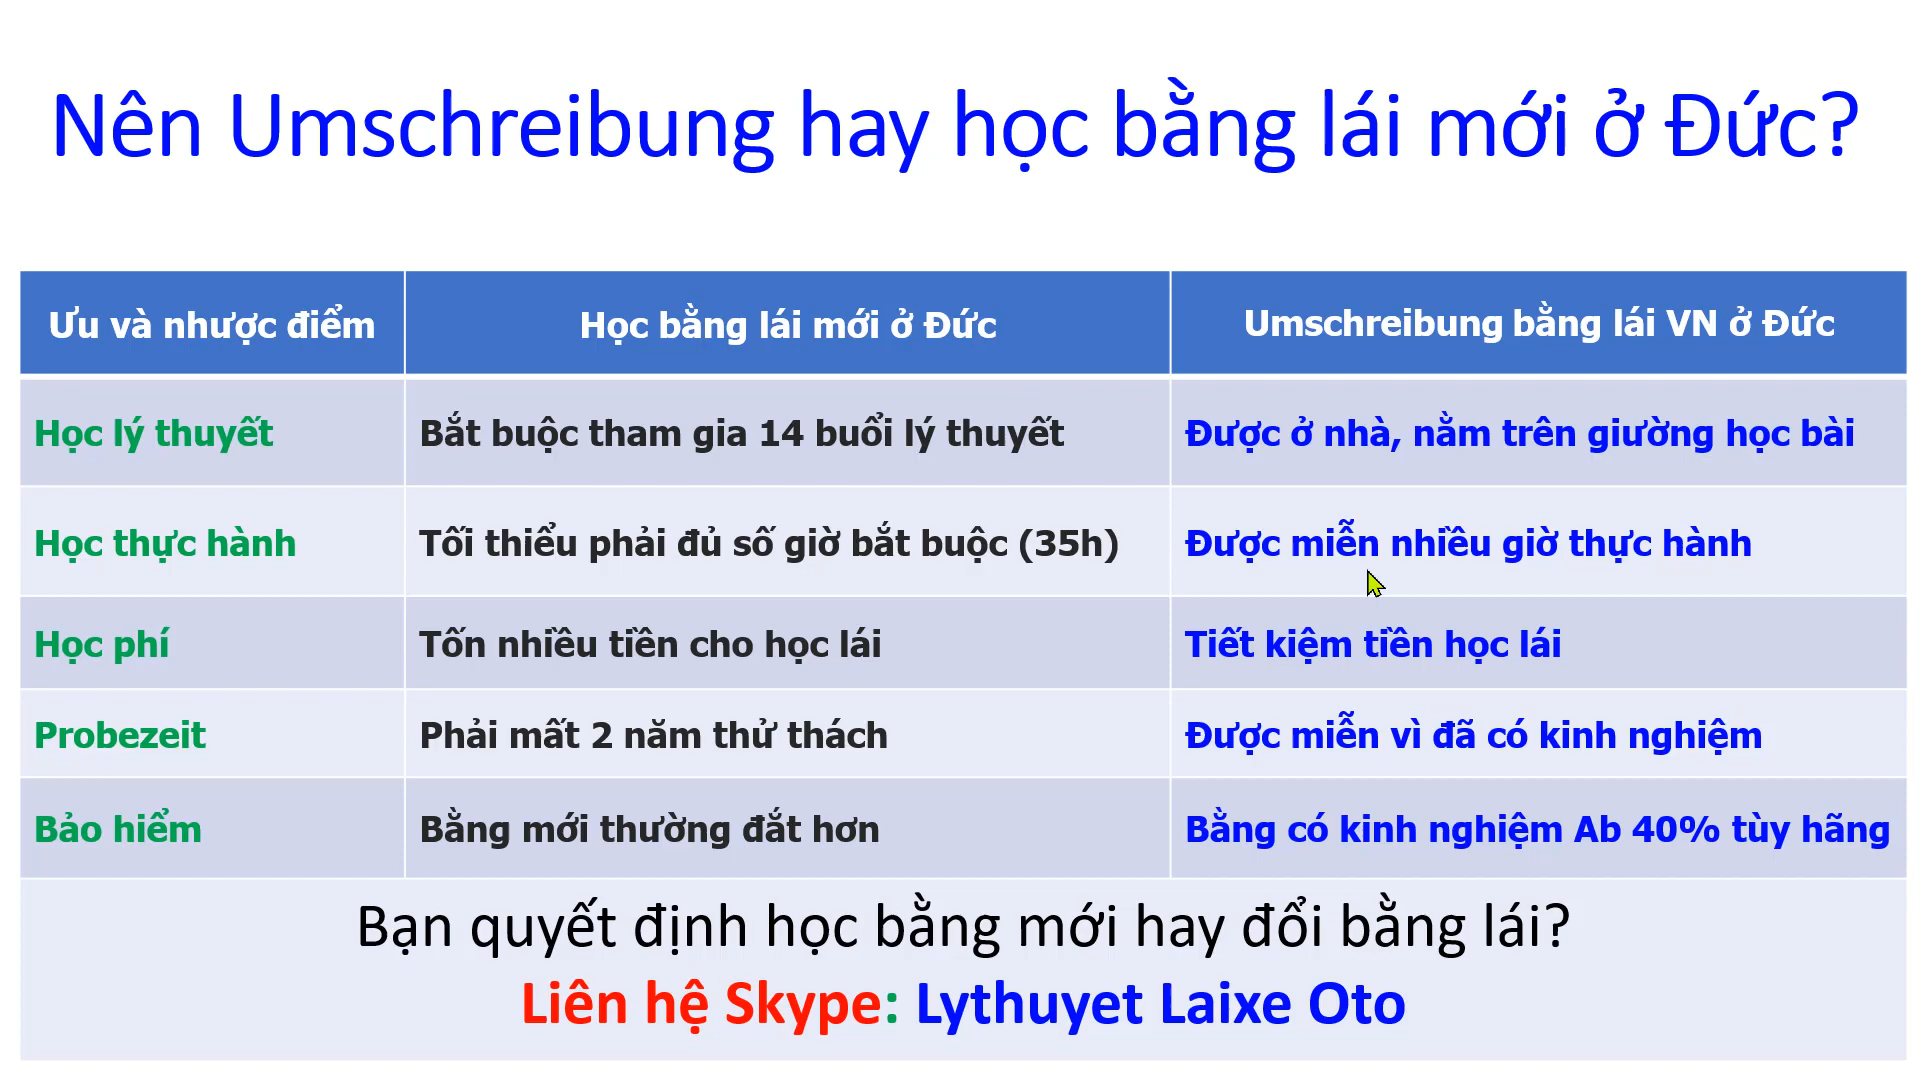 Nên Umschreibung hay học bằng lái mới ở Đức?
Ưu và nhược điểm
Học bằng lái mới ở Đức
Umschreibung bằng lái VN ở Đức
Học lý thuyết
Bắt buộc tham gia 14 buổi lý thuyết
Được ở nhà, nằm trên giường học bài
Học thực hành
Tối thiểu phải đủ số giờ bắt buộc (35h)
Được miễn nhiều giờ thực hành
Học phí
Tốn nhiều tiền cho học lái
Tiết kiệm tiền học lái
Probezeit
Phải mất 2 năm thử thách
Được miễn vì đã có kinh nghiệm
Bảo hiểm
Bằng mới thường đắt hơn
Bằng có kinh nghiệm Ab 40% tùy hãng
Bạn quyết định học bằng mới hay đổi bằng lái?
Liên hệ Skype: Lythuyet Laixe Oto